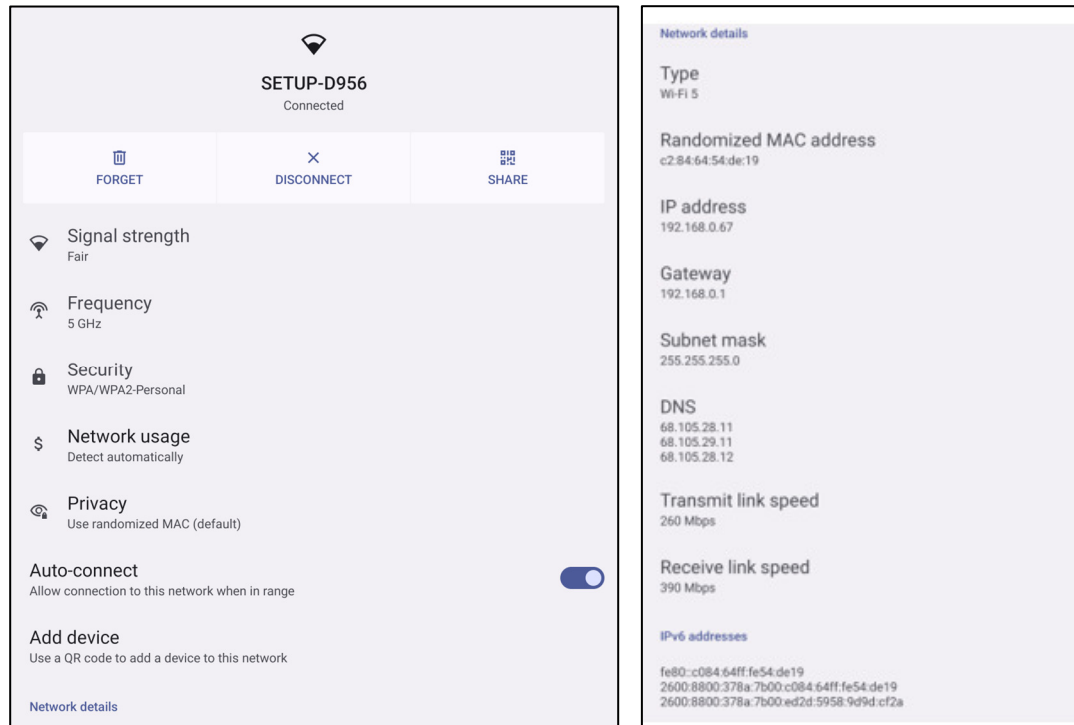 SETUP-D956
Connected
FORGET
DISCONNECT
SHARE
Signal strength
Fair
Frequency
5 GHz
Security
WPA/WPA2-Personal
Network usage
Detect automatically
Privacy
Use randomized MAC (default)
Auto-connect
Allow connection to this network when in range
Add device
Use a QR code to add a device to this network
Network details
Network details
Type
Wi-Fi 5
Randomized MAC address
c2:84:64:54:de:19
IP address
192.168.0.67
Gateway
192.168.0.1
Subnet mask
255.255.255.0
DNS
68.105.28.11
68.105.29.11
68.105.28.12
Transmit link speed
260 Mbps
Receive link speed
390 Mbps
IPv6 addresses
fe80::c084:64ff:fe54:de19
2600:8800:378a:7b00:c084:64ff:fe54:de19
2600:8800:378a:7b00:ed2d:5958:9d9d:cf2a